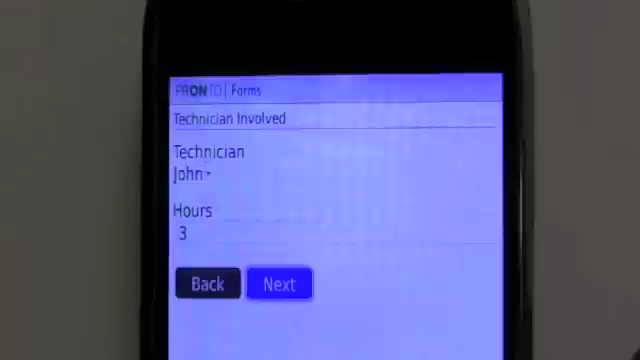 PRONTO | Forms
Technician Involved
Technician
John
Hours
3
Back Next